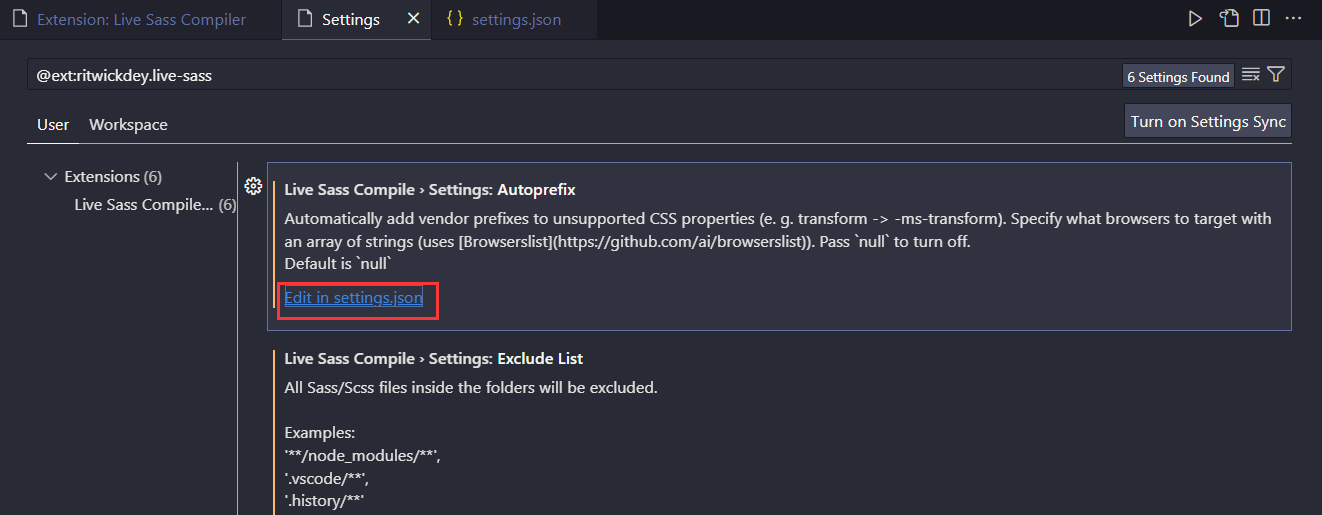 Extension: Live Sass Compiler
Settings
{ } settings.json
@ext:ritwickdey.live-sass
6 Settings Found
User
Workspace
Turn on Settings Sync
Extensions (6)
Live Sass Compile... (6)
Live Sass Compile › Settings: Autoprefix
Automatically add vendor prefixes to unsupported CSS properties (e. g. transform -> -ms-transform). Specify what browsers to target with
an array of strings (uses [Browserslist](https://github.com/ai/browserslist)). Pass `null` to turn off.
Default is `null`
Edit in settings.json
Live Sass Compile › Settings: Exclude List
All Sass/Scss files inside the folders will be excluded.
Examples:
'**/node_modules/**',
'.vscode/**',
'.history/**'